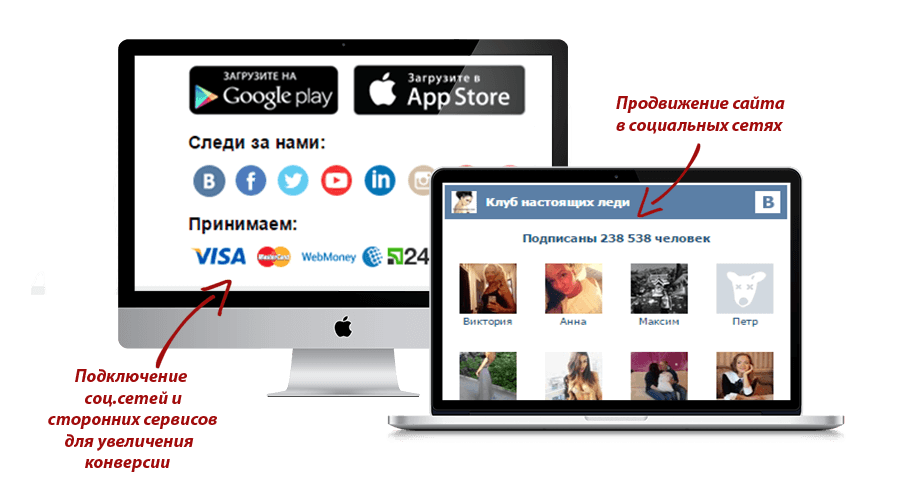 ЗАГРУЗИТЕ НА
Google play
Загрузите в
App Store
Следи за нами:
B
f
in
Принимаем:
VISA
MasterCard
WebMoney
24
Продвижение сайта
в социальных сетях
Клуб настоящих леди
B
Подписаны 238 538 человек
Виктория
Анна
Максим
Петр
Подключение
соц.сетей и
сторонних сервисов
для увеличения
конверсии